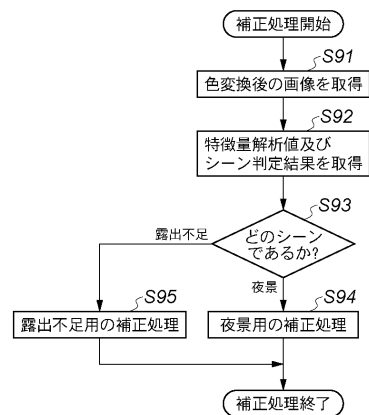 補正処理開始
S91
色変換後の画像を取得
S92
特徴量解析値及び
シーン判定結果を取得
S93
どのシーン
であるか?
露出不足
夜景
S95
露出不足用の補正処理
S94
夜景用の補正処理
補正処理終了